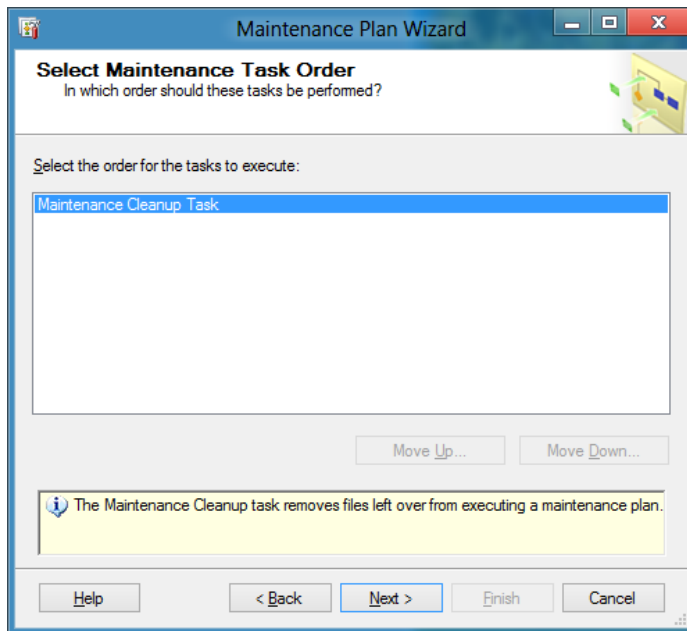 Maintenance Plan Wizard
Select Maintenance Task Order
In which order should these tasks be performed?
Select the order for the tasks to execute:
Maintenance Cleanup Task
Move Up... Move Down...
The Maintenance Cleanup task removes files left over from executing a maintenance plan.
Help < Back Next > Finish Cancel